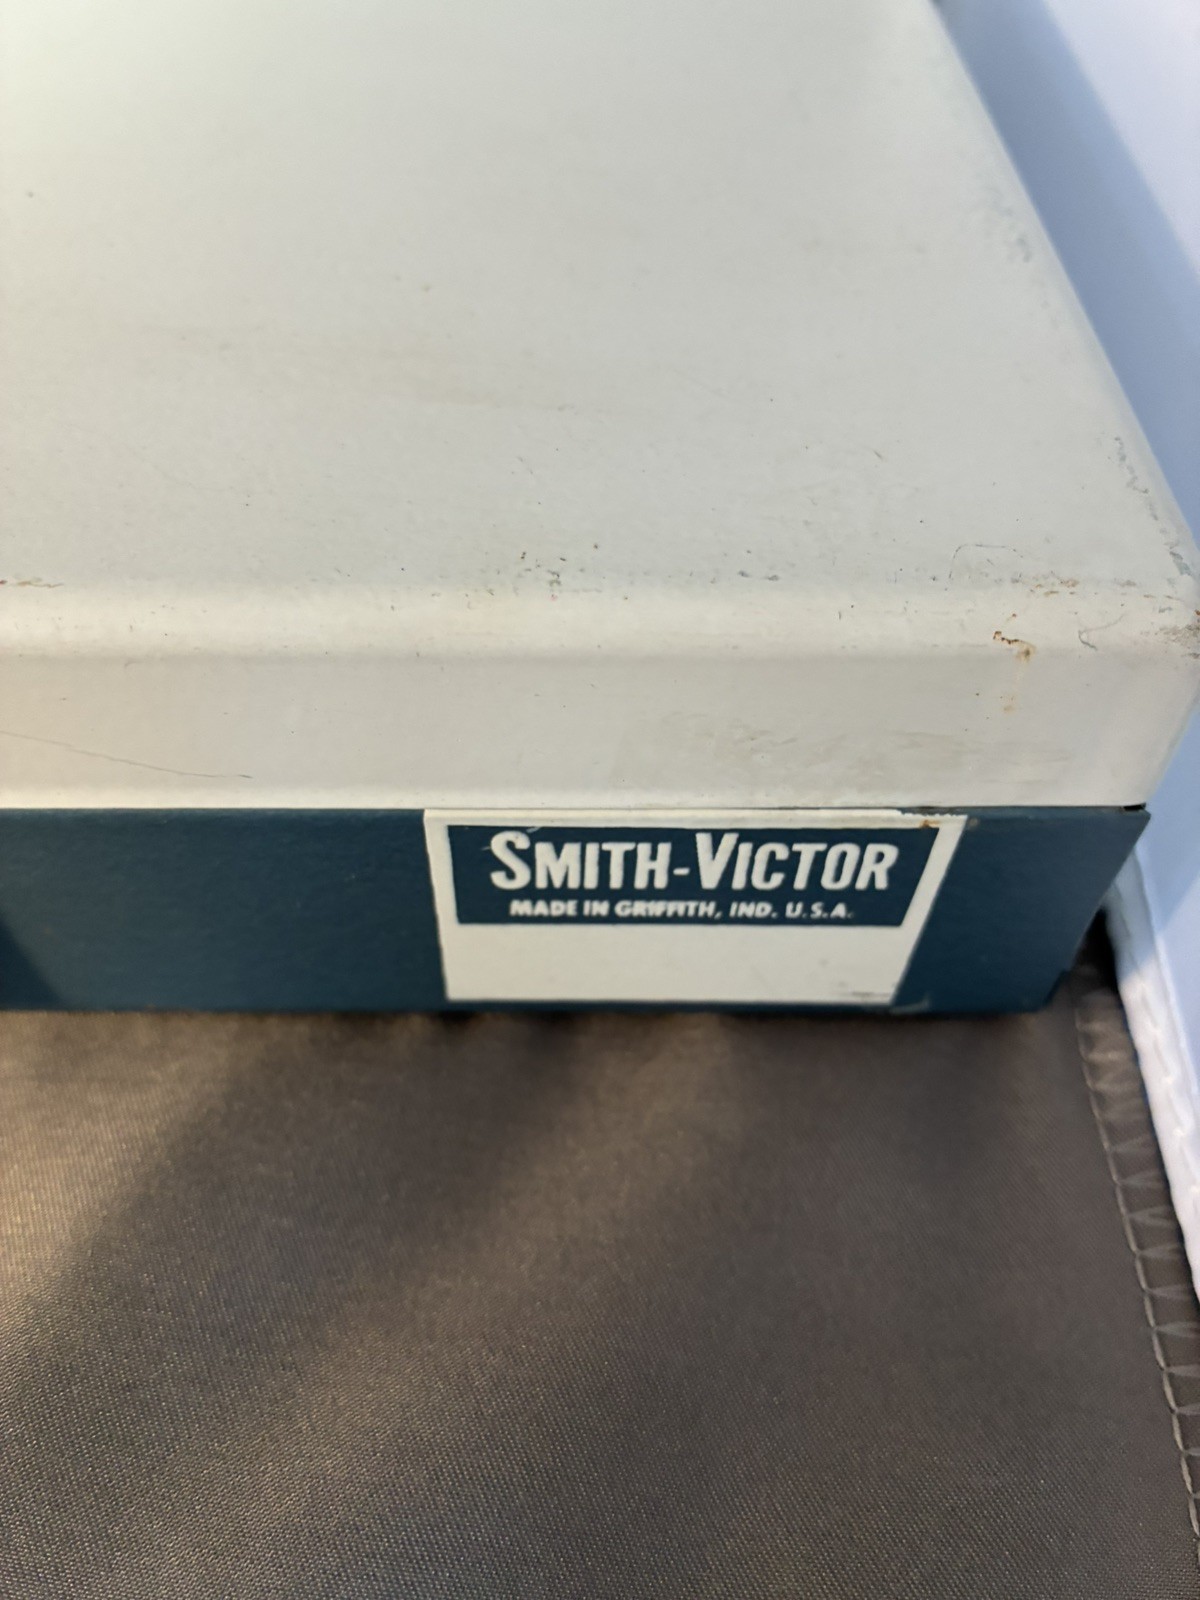 SMITH-VICTOR
MADE IN GRIFFITH, IND. U.S.A.